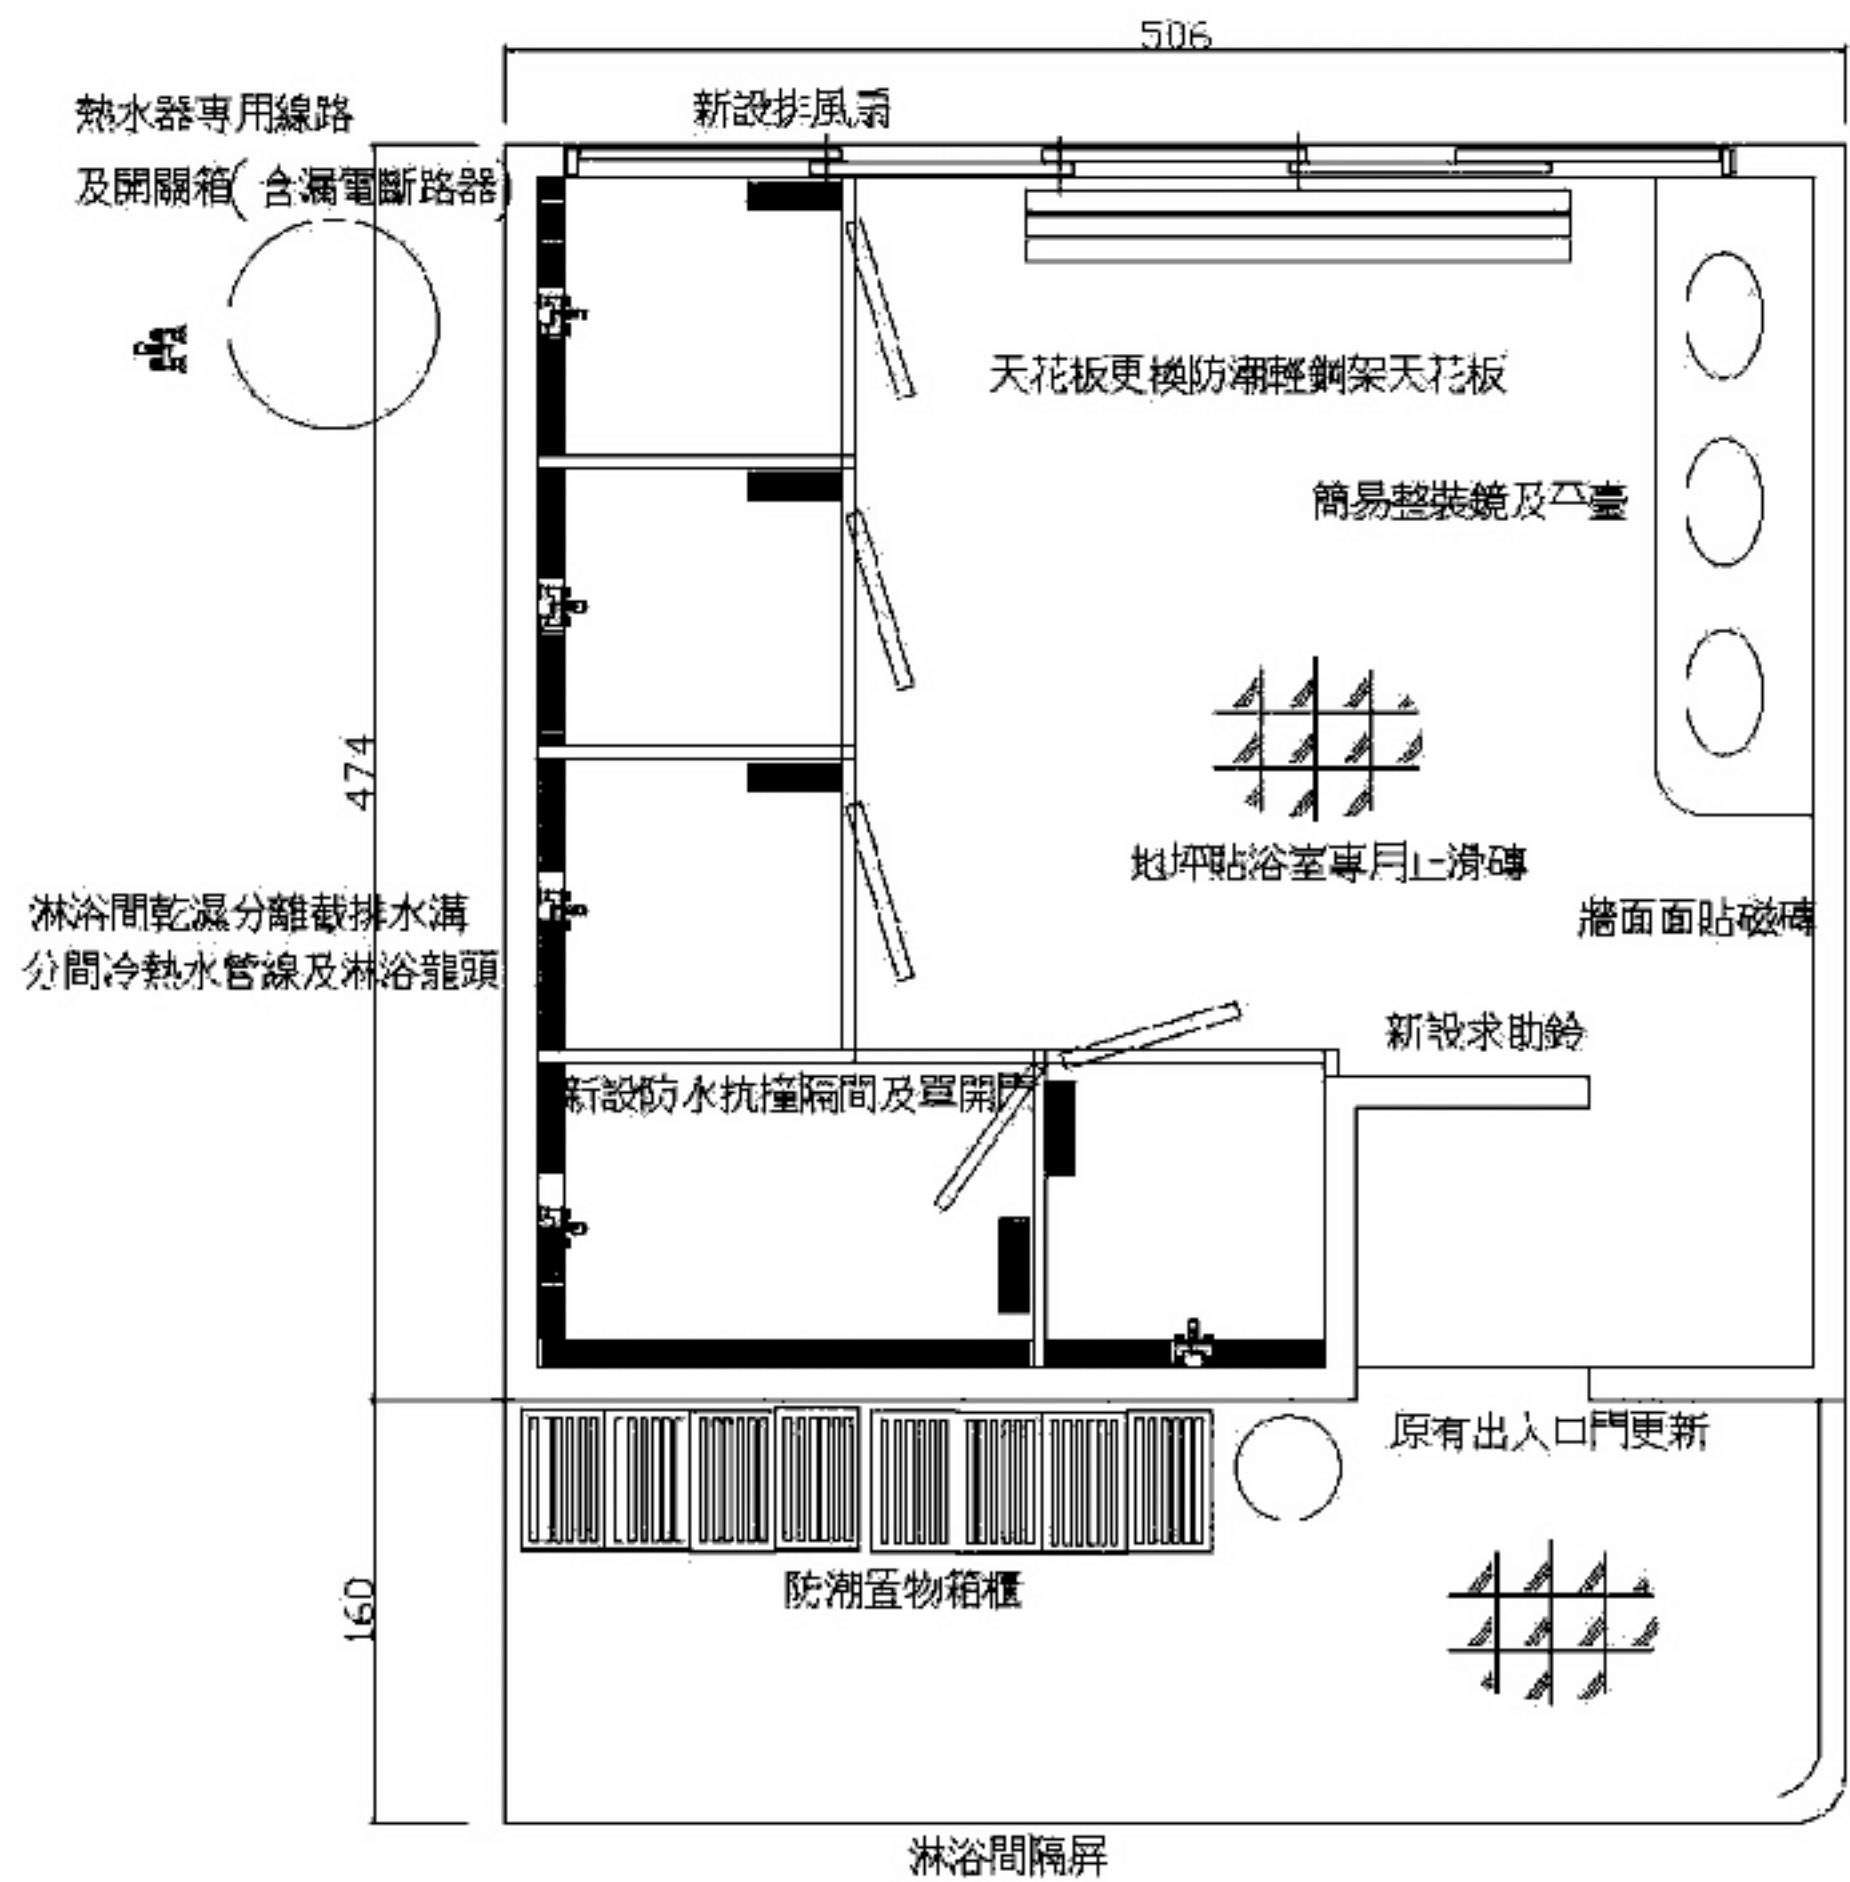 506
熱水器專用線路
及開關箱(含漏電斷路器)
新設排風扇
天花板更換防潮輕鋼架天花板
簡易整裝鏡及平臺
474
地坪貼浴室專用止滑磚
牆面面貼磁磚
淋浴間乾濕分離截排水溝
分間冷熱水管線及淋浴龍頭
新設求助鈴
新設防水抗撞隔間及單開門
原有出入口門更新
防潮置物箱櫃
160
淋浴間隔屏